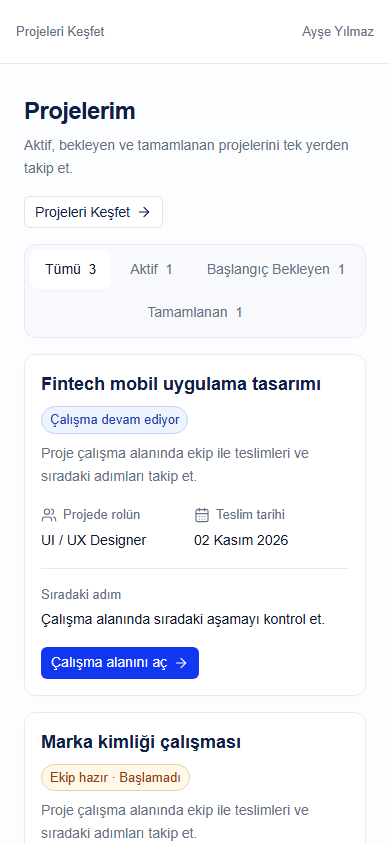 Projeleri Keşfet
Ayşe Yılmaz
Projelerim
Aktif, bekleyen ve tamamlanan projelerini tek yerden
takip et.
Projeleri Keşfet →
Tümü 3
Aktif 1
Başlangıç Bekleyen 1
Tamamlanan 1
Fintech mobil uygulama tasarımı
Çalışma devam ediyor
Proje çalışma alanında ekip ile teslimleri ve
sıradaki adımları takip et.
Projede rolün
UI / UX Designer
Teslim tarihi
02 Kasım 2026
Sıradaki adım
Çalışma alanında sıradaki aşamayı kontrol et.
Çalışma alanını aç →
Marka kimliği çalışması
Ekip hazır · Başlamadı
Proje çalışma alanında ekip ile teslimleri ve
sıradaki adımları takip et.